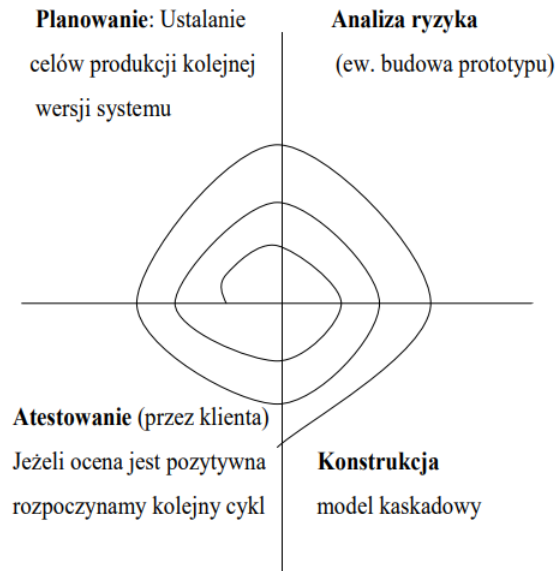 Planowanie: Ustalanie
celów produkcji kolejnej
wersji systemu
Analiza ryzyka
(ew. budowa prototypu)
Atestowanie (przez klienta)
Jeżeli ocena jest pozytywna
rozpoczynamy kolejny cykl
Konstrukcja
model kaskadowy